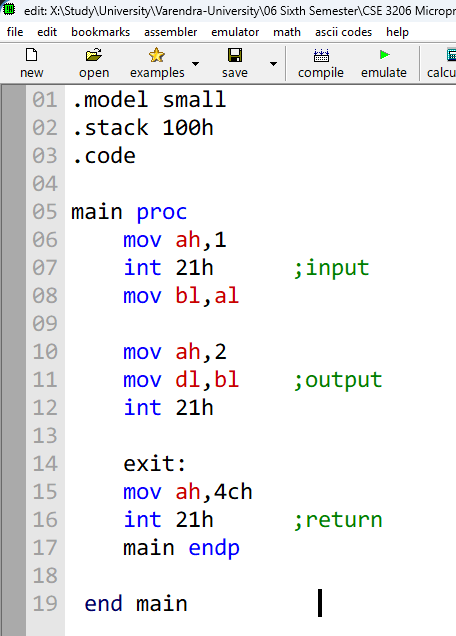 edit: X:\Study\University\Varendra-University\06 Sixth Semester\CSE 3206 Micropr
file edit bookmarks assembler emulator math ascii codes help
new open examples save compile emulate calcu
01 .model small
02 .stack 100h
03 .code
04
05 main proc
06 mov ah,1
07 int 21h ;input
08 mov bl,al
09
10 mov ah,2
11 mov dl,bl ;output
12 int 21h
13
14 exit:
15 mov ah,4ch
16 int 21h ;return
17 main endp
18
19 end main